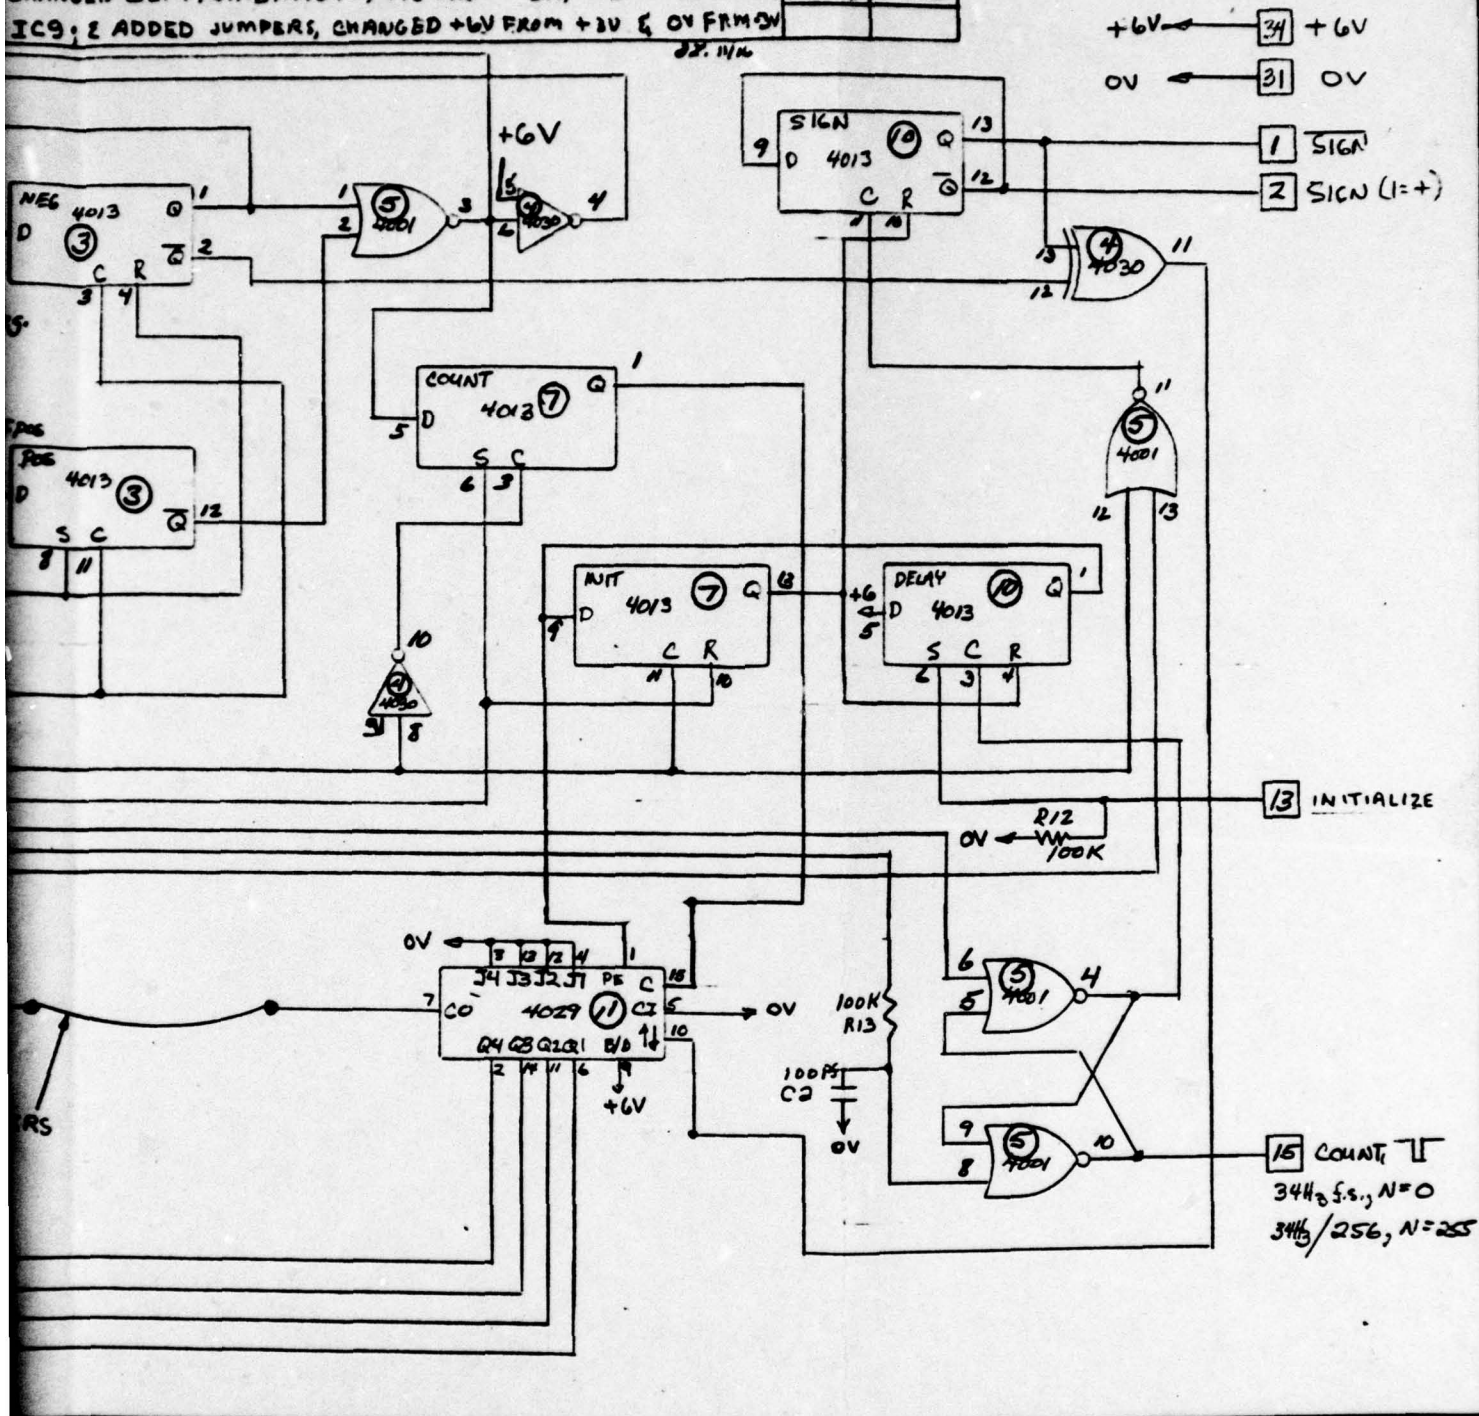 IC9; & ADDED JUMPERS, CHANGED +6V FROM +3V & 0V FRM-3V
11/16
+6V 34 +6V
0V 31 0V
+6V
SIGN 10 Q 13
9 D 4013
Q 12
C R
11 10
1 SIGN
2 SIGN (1=+)
NEG 4013 Q 1
D 3 Q 2
C R
3 4
1 5 3
2 4001
5 4 4
6 4030
13 4 11
12 4030
COUNT Q 1
5 D 4013 7
S C
6 3
11
5
4001
12 13
POS
POS 4013 3
D Q 12
S C
8 11
INIT 7 Q 13
9 D 4013
C R
11 10
+6 DELAY 10 Q 1
5 D 4013
S C R
6 3 4
10
4
4030
9 8
13 INITIALIZE
R12
0V 100K
0V
3 13 12 4 1
J4 J3 J2 J1 PE C 15
7 CO 4029 11 CI 5 0V
10
Q4 Q3 Q2 Q1 B/D
2 14 11 6 9
+6V
RS
100K
R13
100PF
C2
0V
6 5 4
5 4001
9 5 10
8 4001
15 COUNT,
34Hz f.s., N=0
34Hz/256, N=255